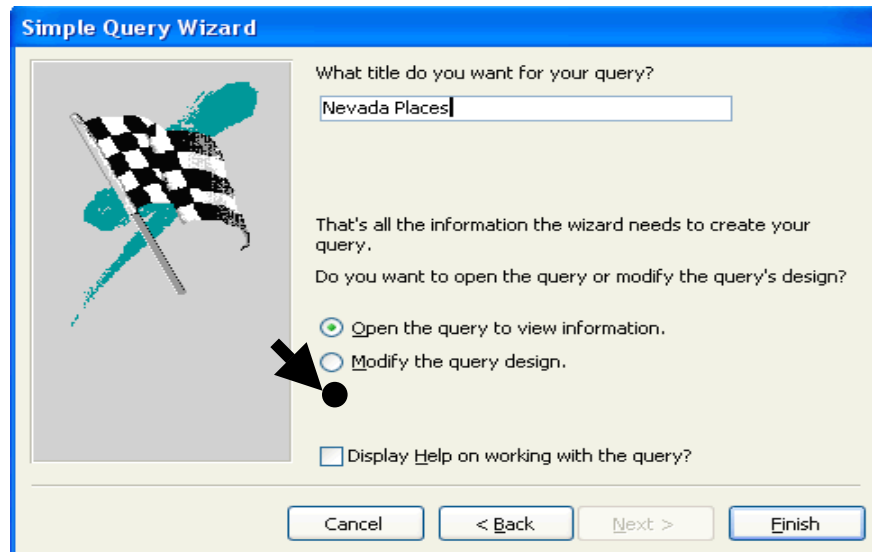 Simple Query Wizard
What title do you want for your query?
Nevada Places
That's all the information the wizard needs to create your
query.
Do you want to open the query or modify the query's design?
Open the query to view information.
Modify the query design.
Display Help on working with the query?
Cancel < Back Next > Finish